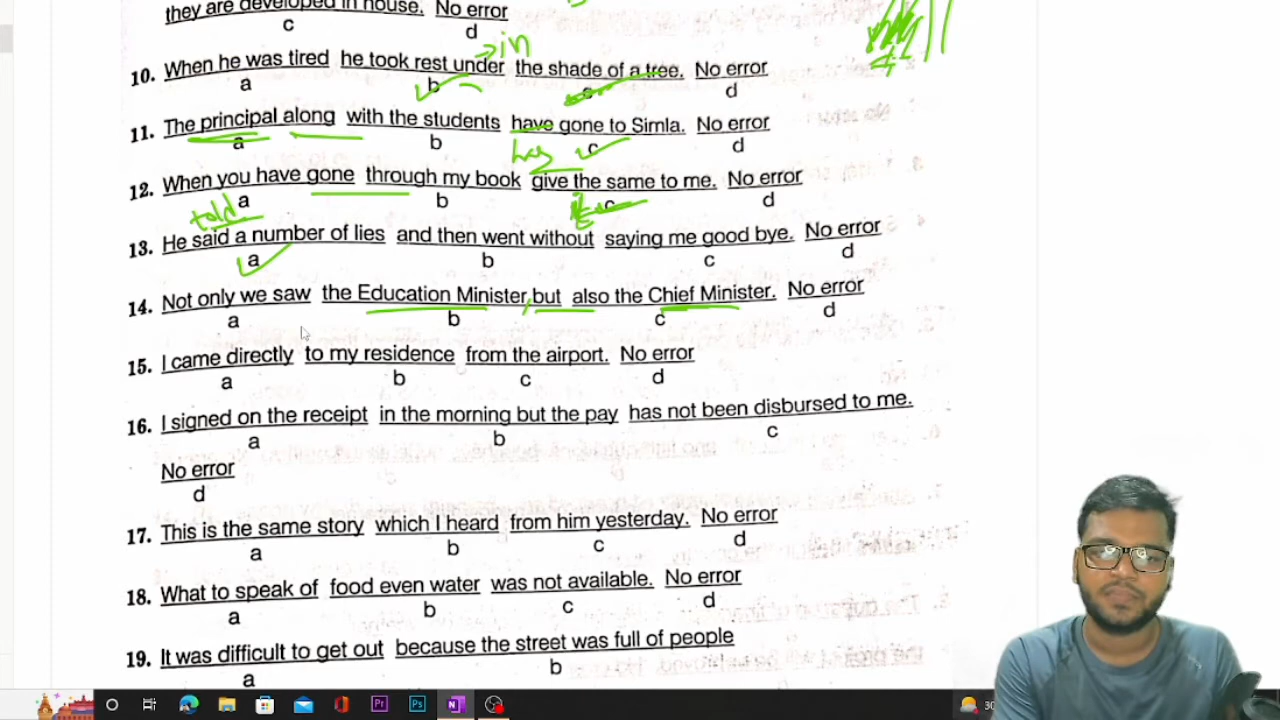 they are developed in house. No error
c d
→in
10. When he was tired he took rest under the shade of a tree. No error
a b c d
11. The principal along with the students have gone to Simla. No error
a b c d
has
12. When you have gone through my book give the same to me. No error
a b c d
told
13. He said a number of lies and then went without saying me good bye. No error
a b c d
14. Not only we saw the Education Minister, but also the Chief Minister. No error
a b c d
15. I came directly to my residence from the airport. No error
a b c d
16. I signed on the receipt in the morning but the pay has not been disbursed to me.
a b c
No error
d
17. This is the same story which I heard from him yesterday. No error
a b c d
18. What to speak of food even water was not available. No error
a b c d
19. It was difficult to get out because the street was full of people
a b
Pr Ps N
30